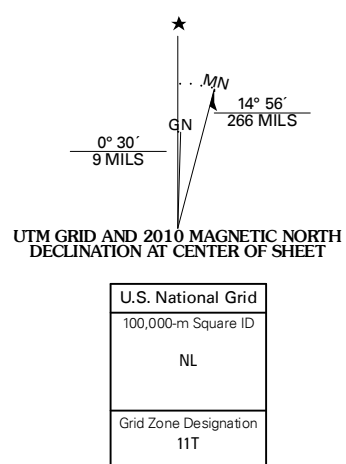 MN
14° 56´
266 MILS
GN
0° 30´
9 MILS
UTM GRID AND 2010 MAGNETIC NORTH
DECLINATION AT CENTER OF SHEET
U.S. National Grid
100,000-m Square ID
NL
Grid Zone Designation
11T